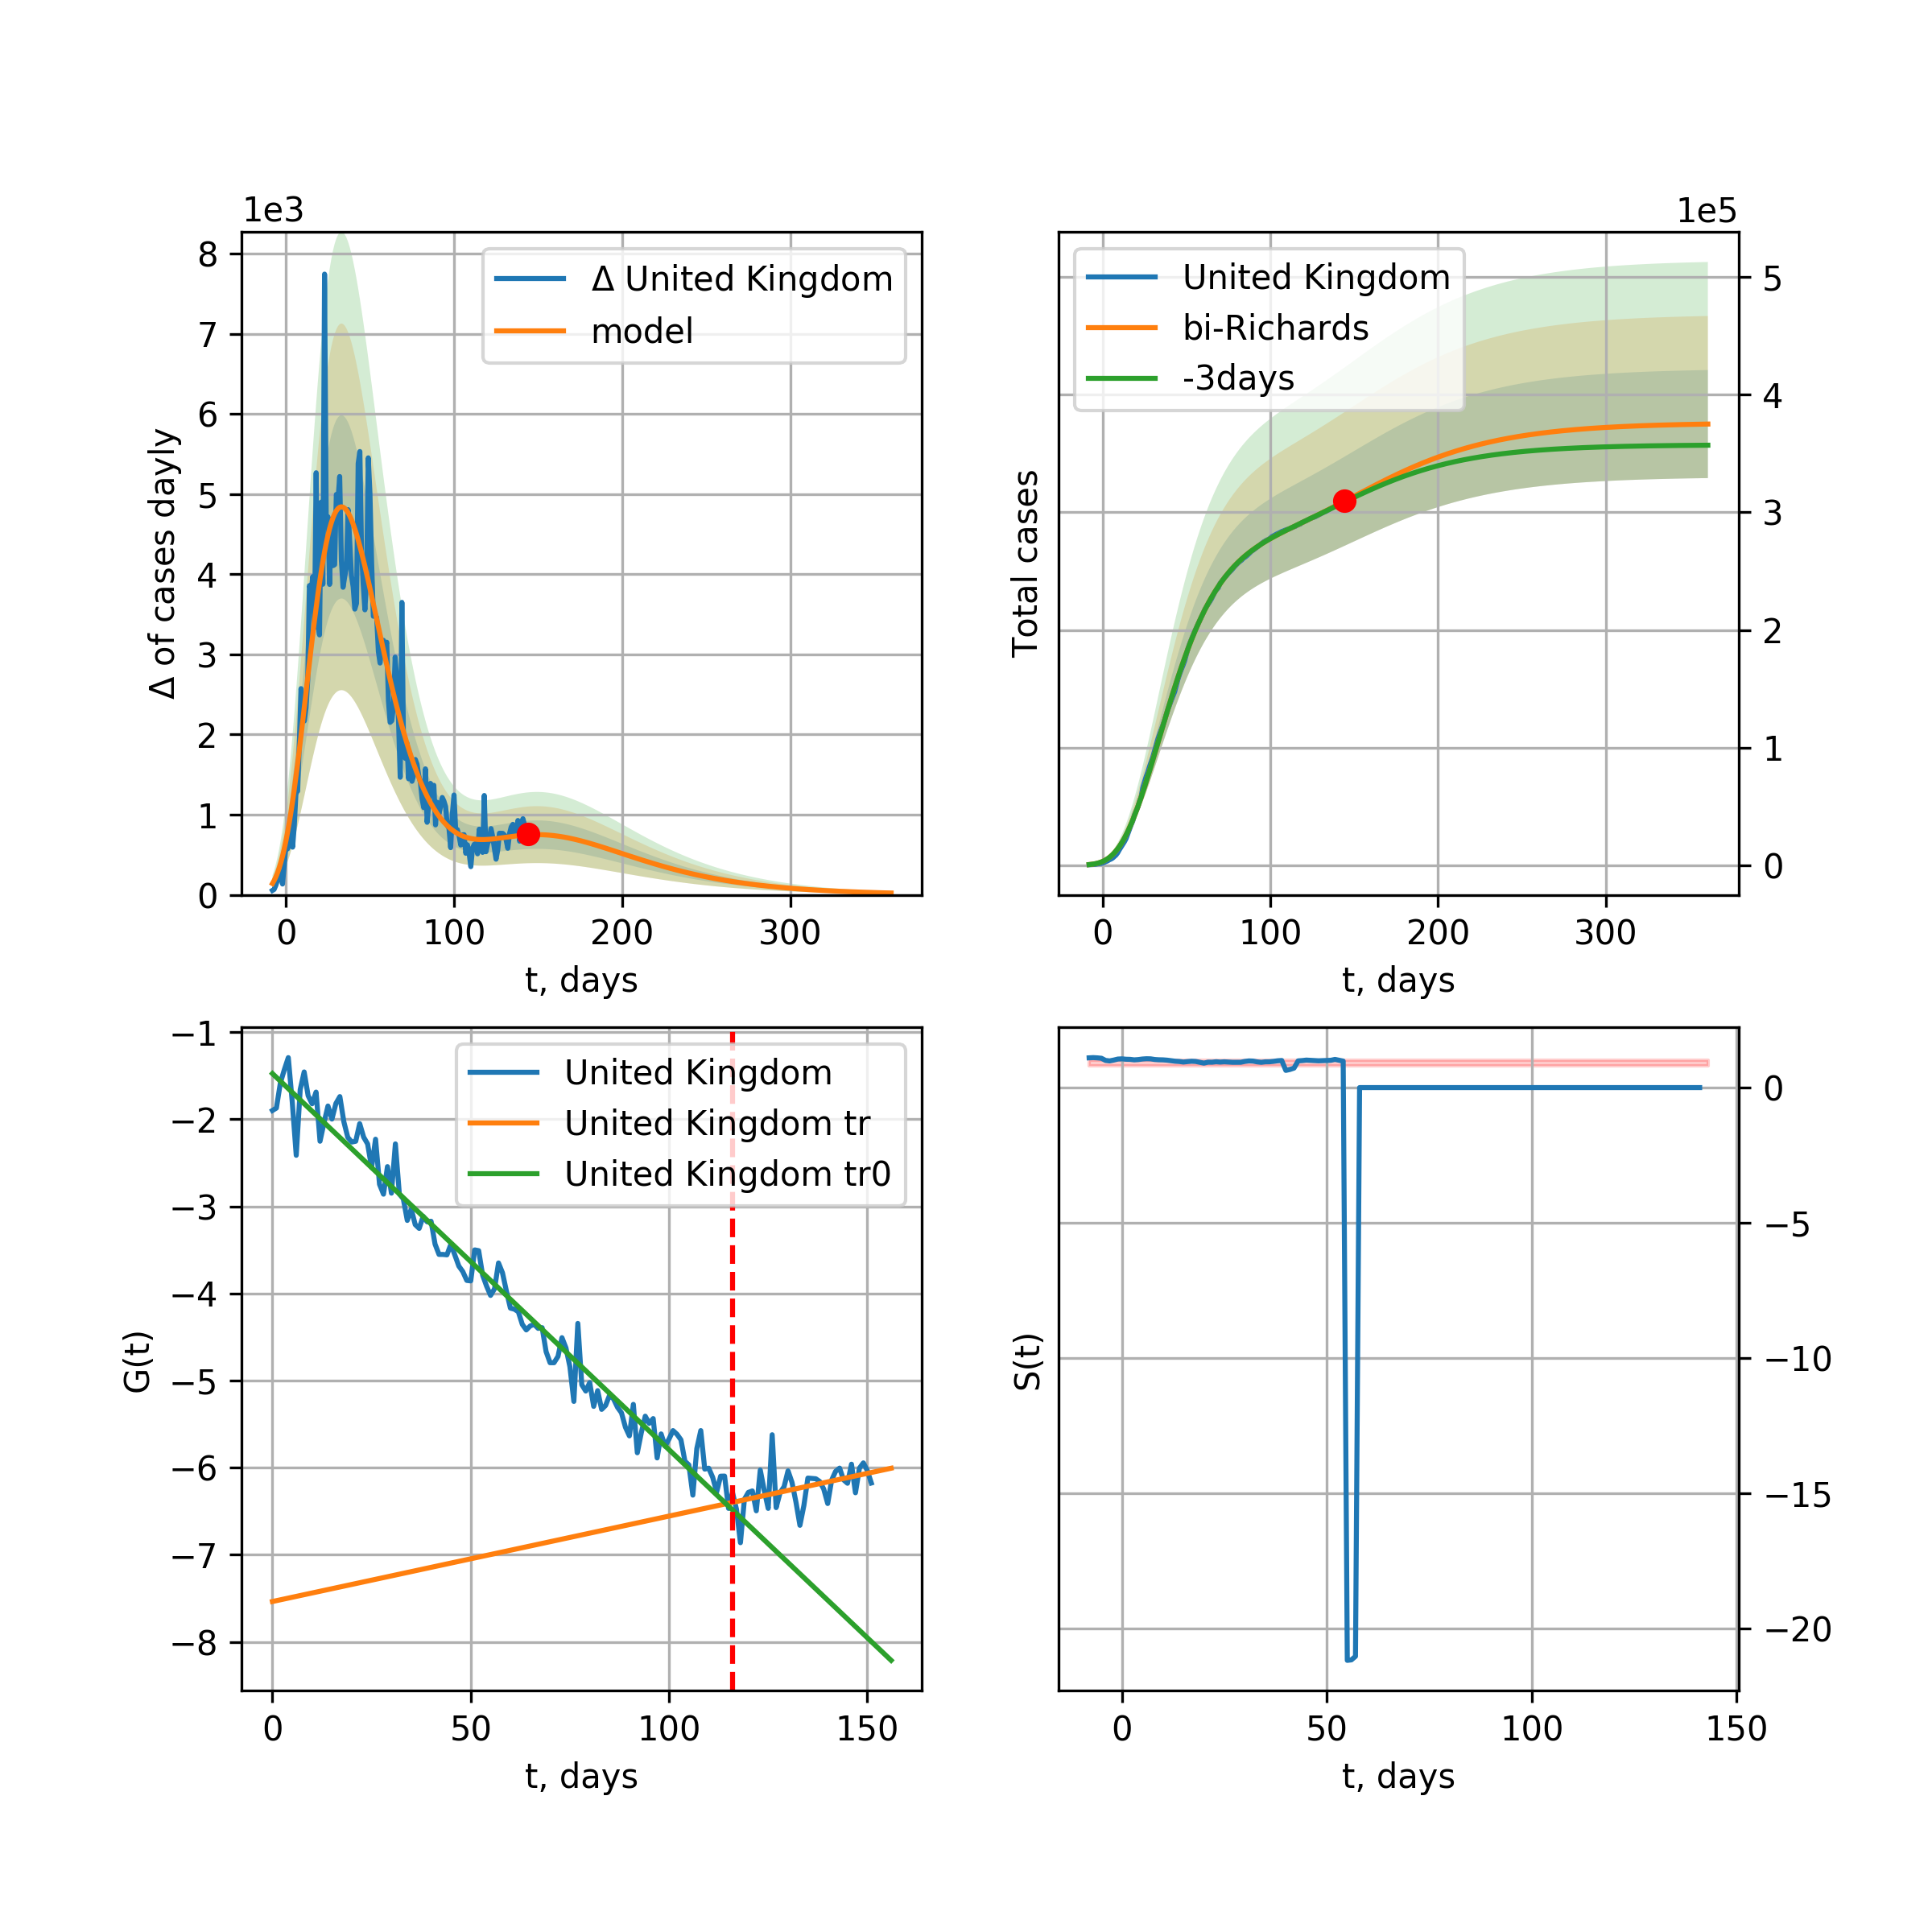 1e3
8
7
6
5
4
3
2
1
0
Δ of cases dayly
Δ United Kingdom
model
0 100 200 300
t, days
1e5
5
4
3
2
1
0
Total cases
United Kingdom
bi-Richards
-3days
0 100 200 300
t, days
−1
−2
−3
−4
−5
−6
−7
−8
G(t)
United Kingdom
United Kingdom tr
United Kingdom tr0
0 50 100 150
t, days
0
−5
−10
−15
−20
S(t)
0 50 100 150
t, days